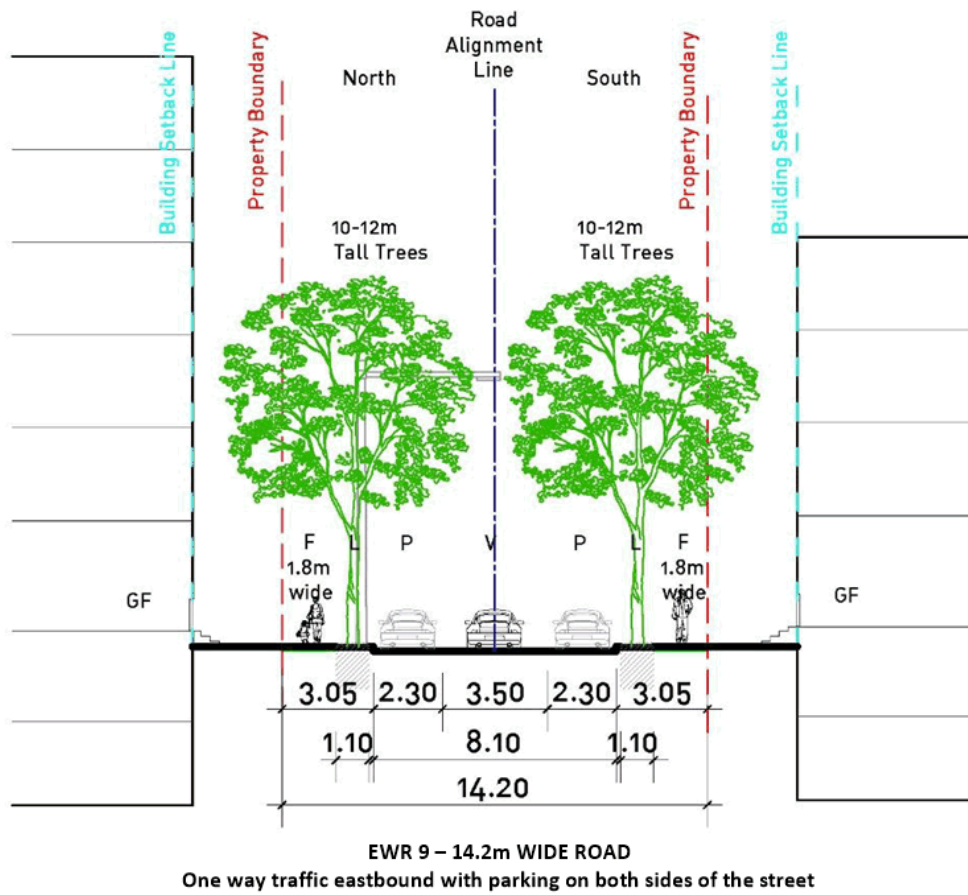 Road
Alignment
Line
Building Setback Line
Property Boundary
North
South
Property Boundary
Building Setback Line
10-12m
Tall Trees
10-12m
Tall Trees
F L P V P L F
1.8m
wide
1.8m
wide
GF
GF
3.05 2.30 3.50 2.30 3.05
1.10 8.10 1.10
14.20
EWR 9 – 14.2m WIDE ROAD
One way traffic eastbound with parking on both sides of the street